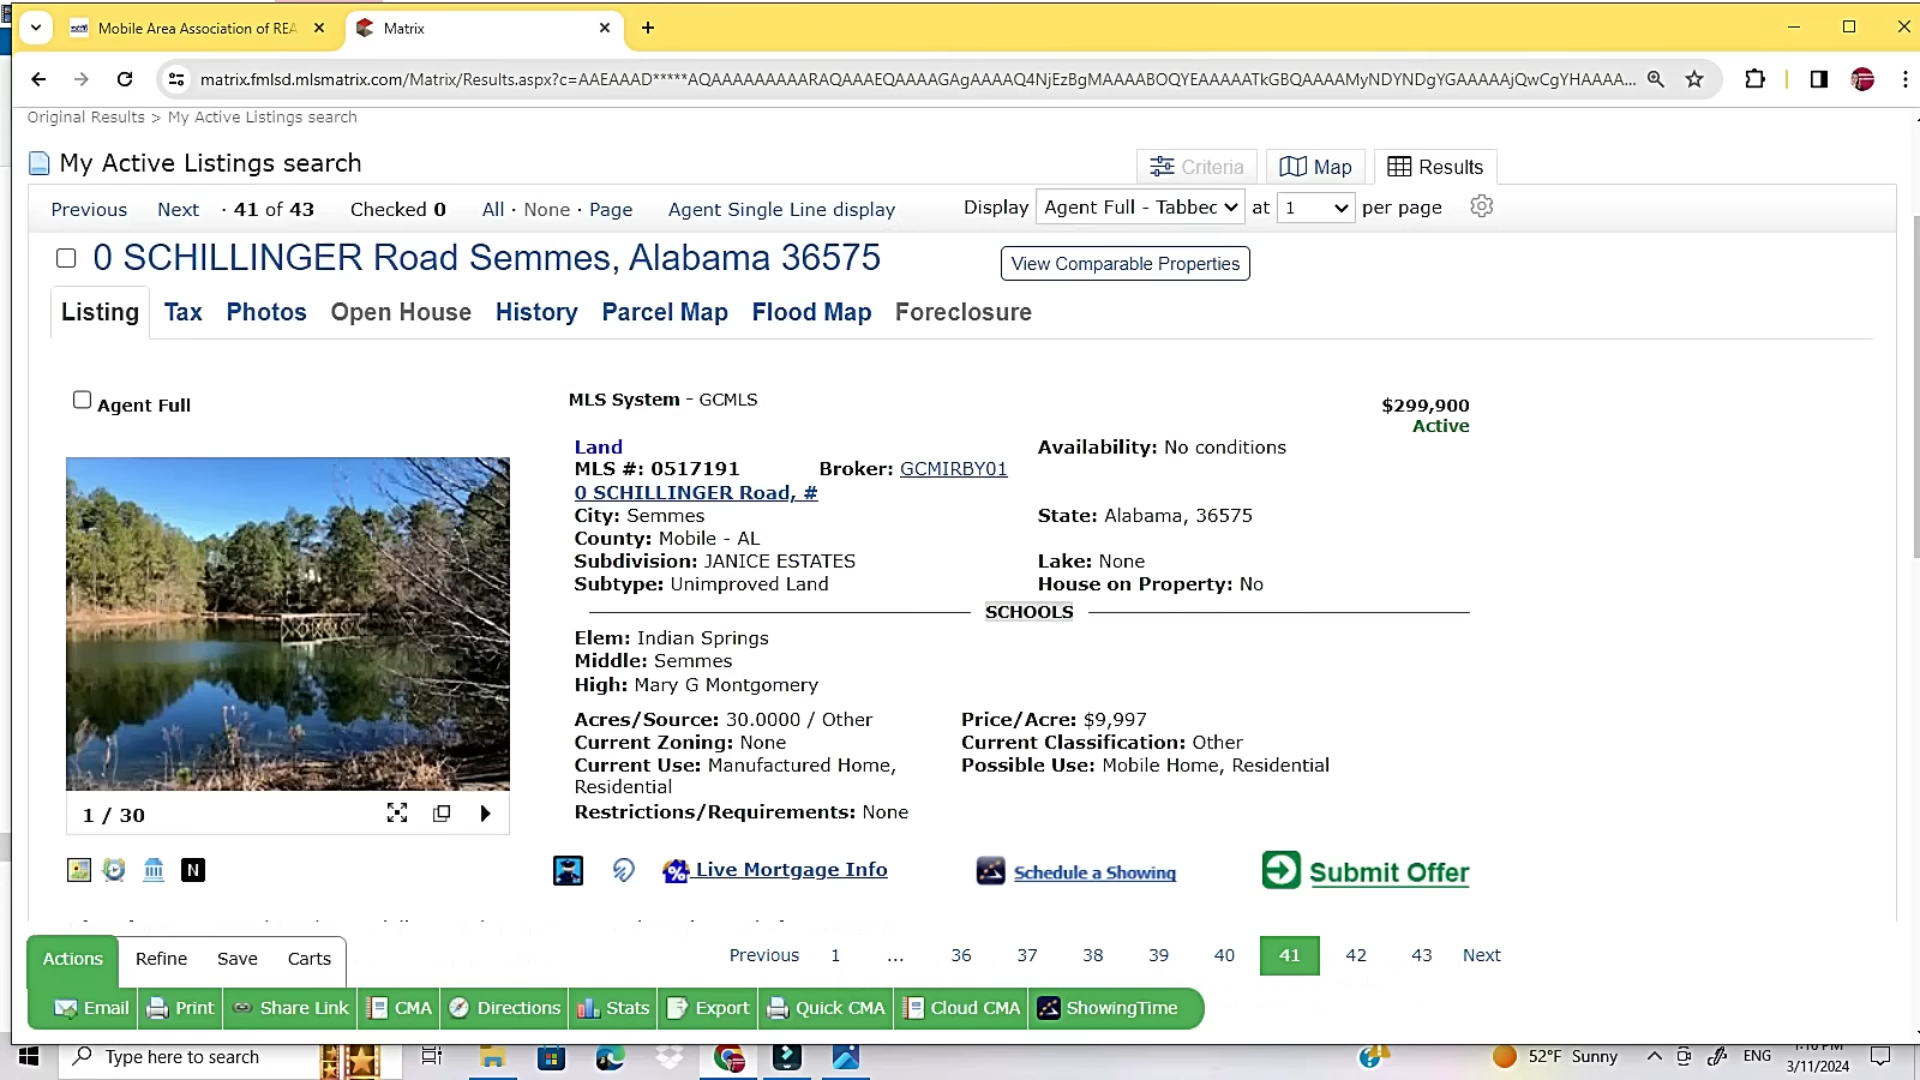 Mobile Area Association of REA
Matrix
matrix.fmlsd.mlsmatrix.com/Matrix/Results.aspx?c=AAEAAAD*****AQAAAAAAAAARAQAAAEQAAAAGAgAAAAQ4NjEzBgMAAAABOQYEAAAAATkGBQAAAAMyNDYNDgYGAAAAAjQwCgYHAAAA...
Original Results > My Active Listings search
My Active Listings search
Criteria
Map
Results
Previous Next · 41 of 43 Checked 0 All · None · Page Agent Single Line display Display Agent Full - Tabbec at 1 per page
0 SCHILLINGER Road Semmes, Alabama 36575
View Comparable Properties
Listing Tax Photos Open House History Parcel Map Flood Map Foreclosure
Agent Full
MLS System - GCMLS
$299,900
Active
Land
Availability: No conditions
MLS #: 0517191 Broker: GCMIRBY01
0 SCHILLINGER Road, #
City: Semmes State: Alabama, 36575
County: Mobile - AL
Subdivision: JANICE ESTATES Lake: None
Subtype: Unimproved Land House on Property: No
SCHOOLS
Elem: Indian Springs
Middle: Semmes
High: Mary G Montgomery
Acres/Source: 30.0000 / Other Price/Acre: $9,997
Current Zoning: None Current Classification: Other
Current Use: Manufactured Home, Possible Use: Mobile Home, Residential
Residential
Restrictions/Requirements: None
1 / 30
N
Live Mortgage Info
Schedule a Showing
Submit Offer
Actions Refine Save Carts
Previous 1 ... 36 37 38 39 40 41 42 43 Next
Email Print Share Link CMA Directions Stats Export Quick CMA Cloud CMA ShowingTime
Type here to search
52°F Sunny
ENG
3/11/2024